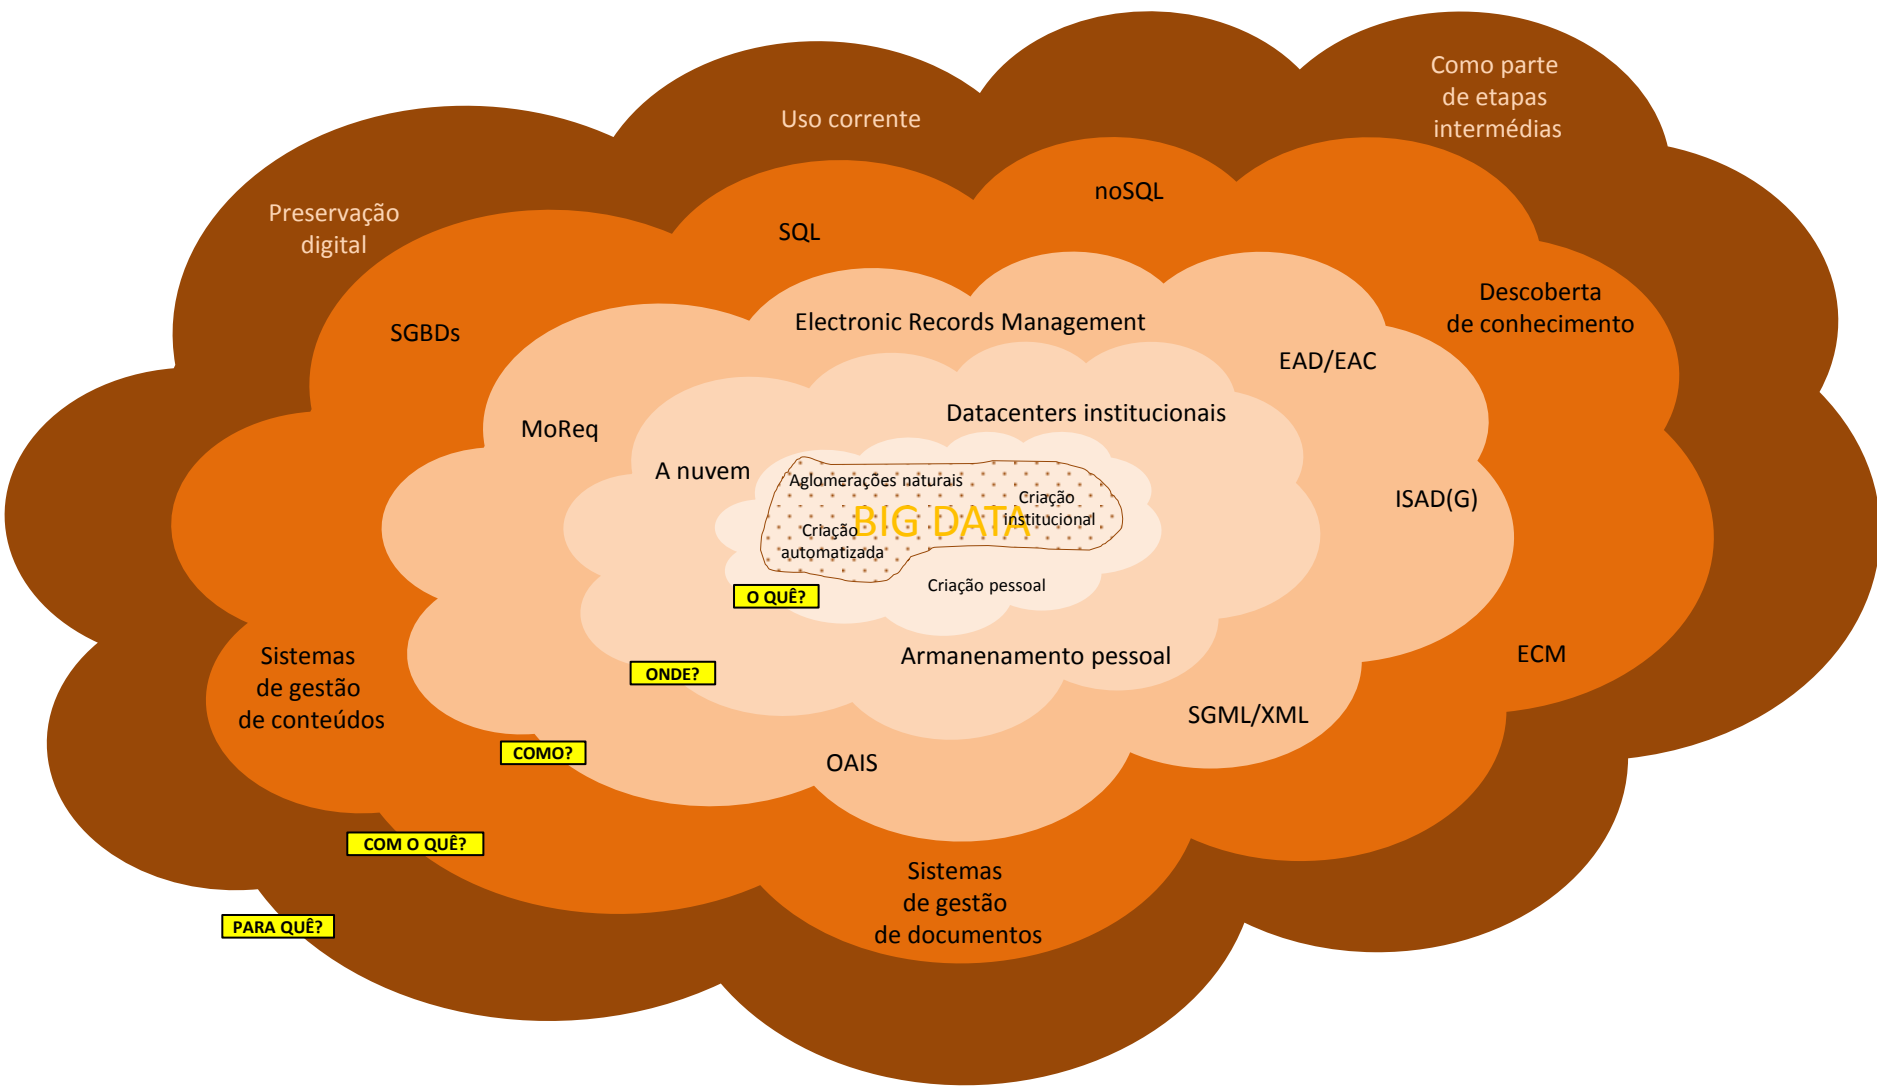 Como parte
de etapas
intermédias
Uso corrente
Preservação
digital
noSQL
SQL
Descoberta
de conhecimento
SGBDs
Electronic Records Management
EAD/EAC
MoReq
Datacenters institucionais
A nuvem
Aglomerações naturais
Criação
institucional
BIG DATA
Criação
automatizada
ISAD(G)
Criação pessoal
O QUÊ?
Armanenamento pessoal
ONDE?
ECM
Sistemas
de gestão
de conteúdos
SGML/XML
COMO?
OAIS
COM O QUÊ?
Sistemas
de gestão
de documentos
PARA QUÊ?